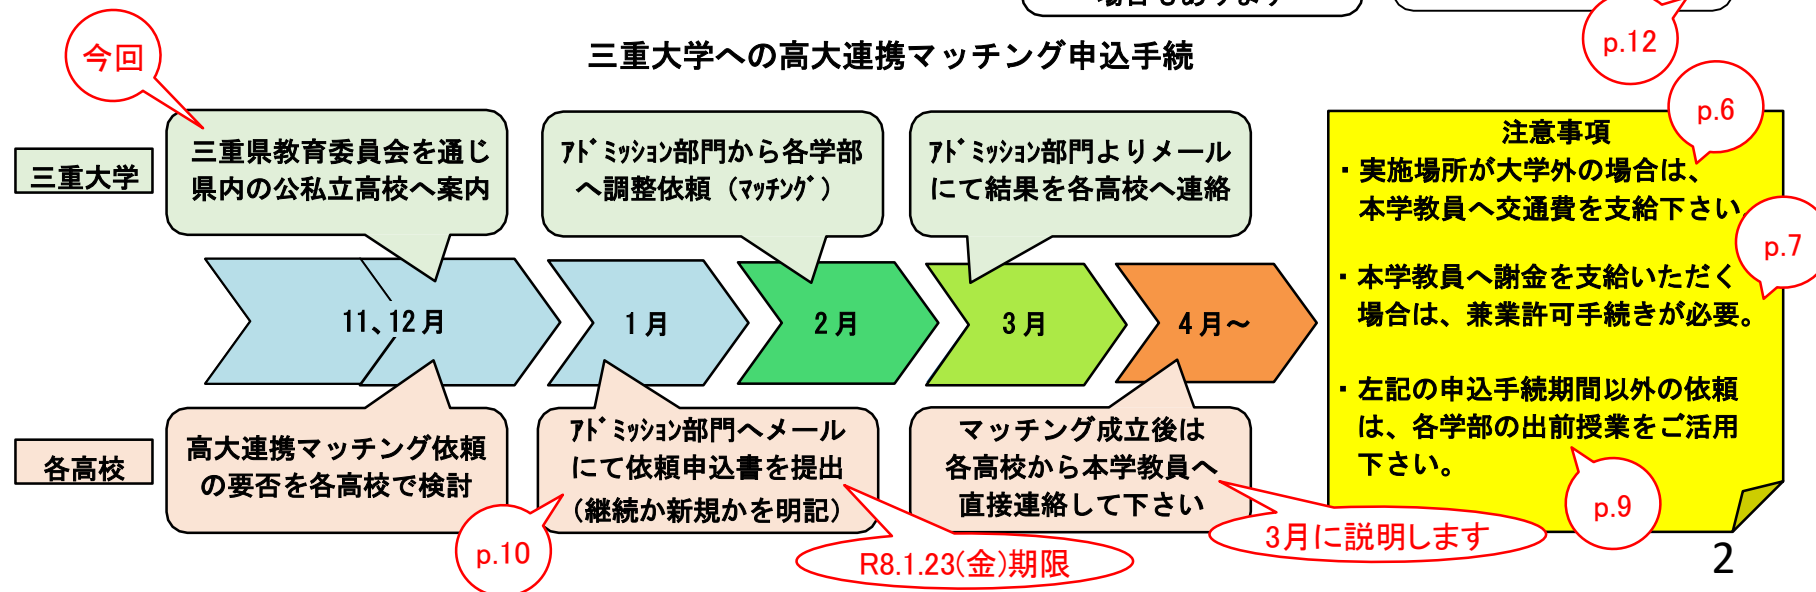 場合もあります
p.12
三重大学への高大連携マッチング申込手続
今回
三重大学
三重県教育委員会を通じ
県内の公私立高校へ案内
ｱﾄﾞﾐｯｼｮﾝ部門から各学部
へ調整依頼（ﾏｯﾁﾝｸﾞ）
ｱﾄﾞﾐｯｼｮﾝ部門よりメール
にて結果を各高校へ連絡
11、12月
1月
2月
3月
4月～
各高校
高大連携マッチング依頼
の要否を各高校で検討
ｱﾄﾞﾐｯｼｮﾝ部門へメール
にて依頼申込書を提出
(継続か新規かを明記)
p.10
R8.1.23(金)期限
マッチング成立後は
各高校から本学教員へ
直接連絡して下さい
3月に説明します
注意事項
p.6
・実施場所が大学外の場合は、
本学教員へ交通費を支給下さい。
p.7
・本学教員へ謝金を支給いただく
場合は、兼業許可手続きが必要。
・左記の申込手続期間以外の依頼
は、各学部の出前授業をご活用
下さい。
p.9
2